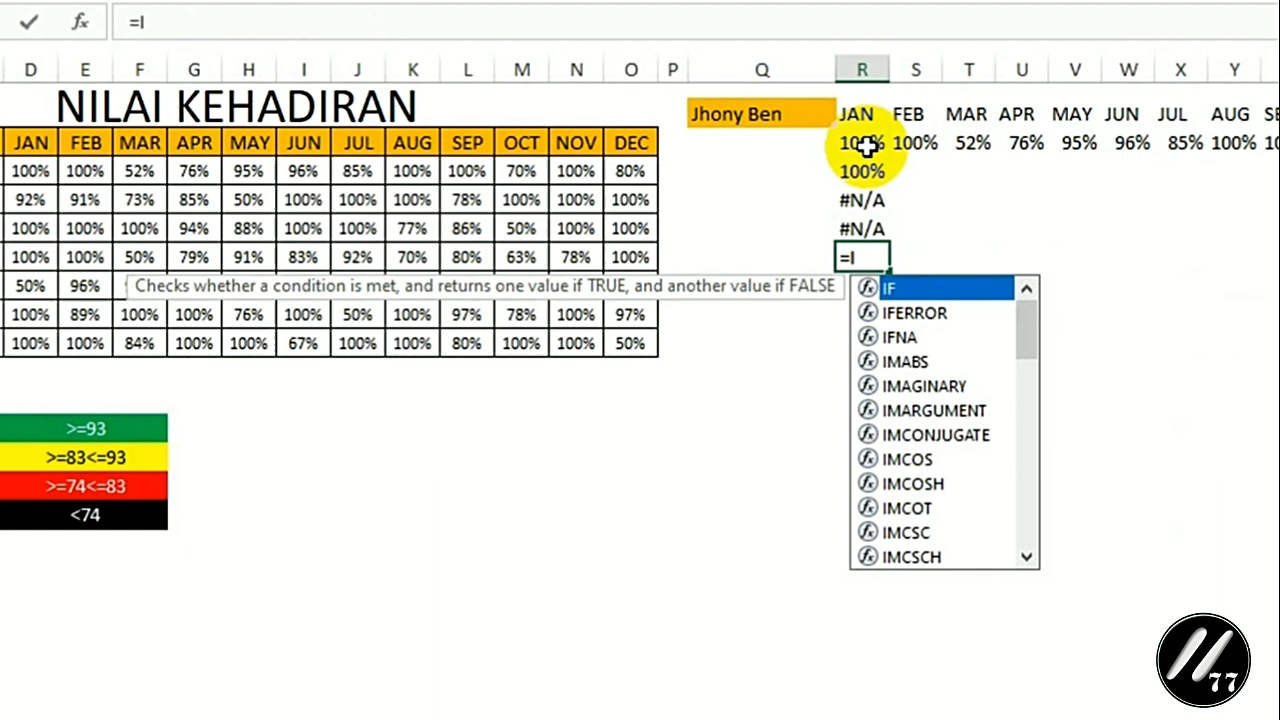 fx =I
D E F G H I J K L M N O P Q R S T U V W X Y
NILAI KEHADIRAN
Jhony Ben JAN FEB MAR APR MAY JUN JUL AUG SE
JAN FEB MAR APR MAY JUN JUL AUG SEP OCT NOV DEC
100% 100% 52% 76% 95% 96% 85% 100% 10
100% 100% 52% 76% 95% 96% 85% 100% 100% 70% 100% 80%
100%
92% 91% 73% 85% 50% 100% 100% 100% 78% 100% 100% 100%
#N/A
100% 100% 100% 94% 88% 100% 100% 77% 86% 50% 100% 100%
#N/A
100% 100% 50% 79% 91% 83% 92% 70% 80% 63% 78% 100%
=I
50% 96%
Checks whether a condition is met, and returns one value if TRUE, and another value if FALSE
100% 89% 100% 100% 76% 100% 50% 100% 97% 78% 100% 97%
100% 100% 84% 100% 100% 67% 100% 100% 80% 100% 100% 50%
IF
IFERROR
IFNA
IMABS
IMAGINARY
IMARGUMENT
IMCONJUGATE
IMCOS
IMCOSH
IMCOT
IMCSC
IMCSCH
>=93
>=83<=93
>=74<=83
<74
77